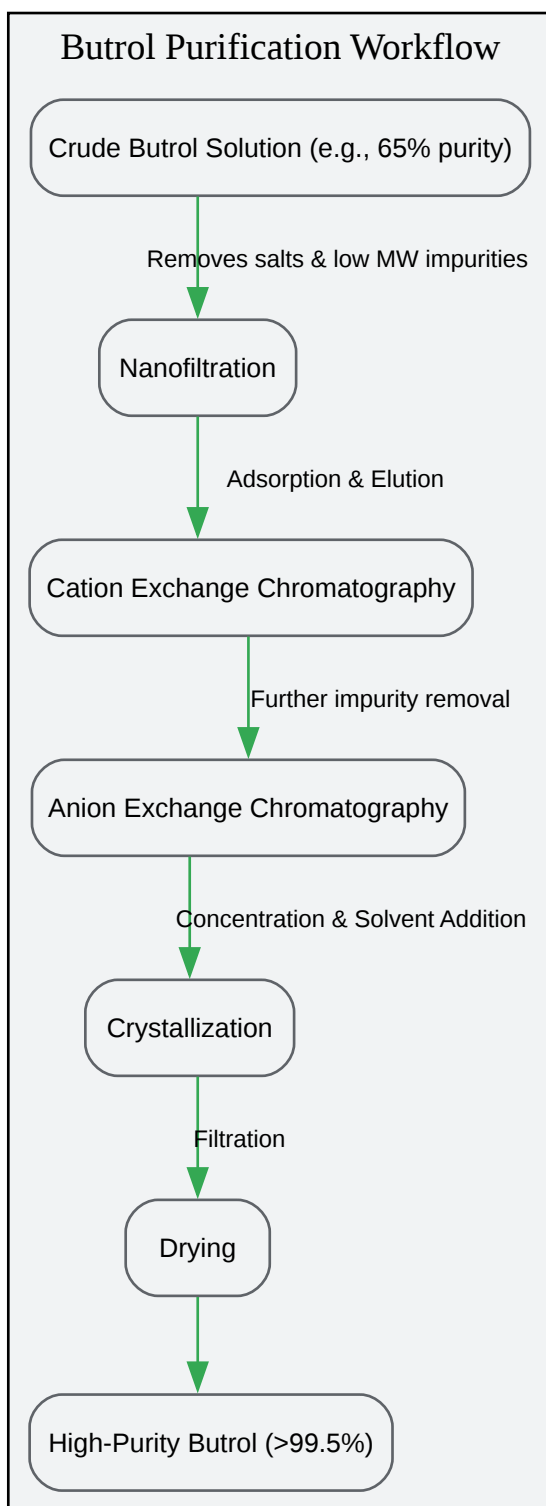 Butrol Purification Workflow
Crude Butrol Solution (e.g., 65% purity)
Removes salts & low MW impurities
Nanofiltration
Adsorption & Elution
Cation Exchange Chromatography
Further impurity removal
Anion Exchange Chromatography
Concentration & Solvent Addition
Crystallization
Filtration
Drying
High-Purity Butrol (>99.5%)